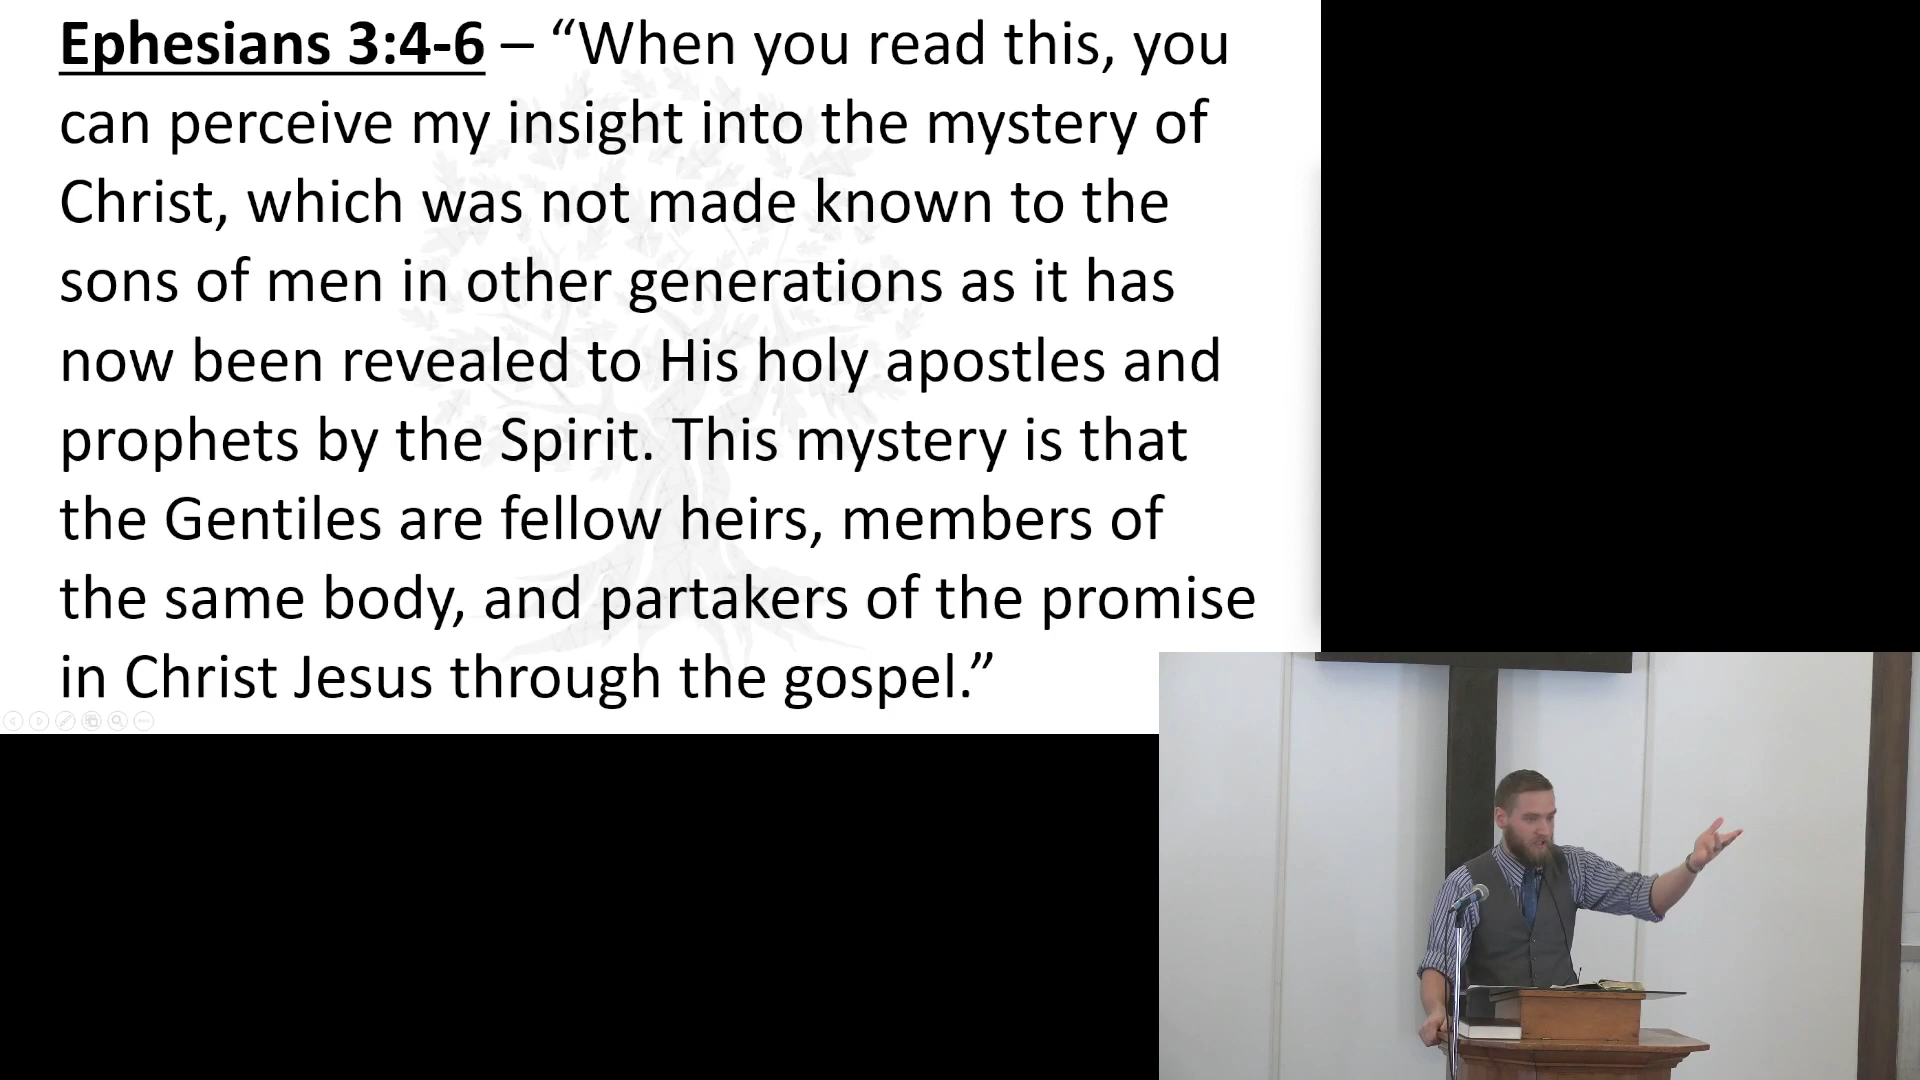 Ephesians 3:4-6 – “When you read this, you
can perceive my insight into the mystery of
Christ, which was not made known to the
sons of men in other generations as it has
now been revealed to His holy apostles and
prophets by the Spirit. This mystery is that
the Gentiles are fellow heirs, members of
the same body, and partakers of the promise
in Christ Jesus through the gospel.”